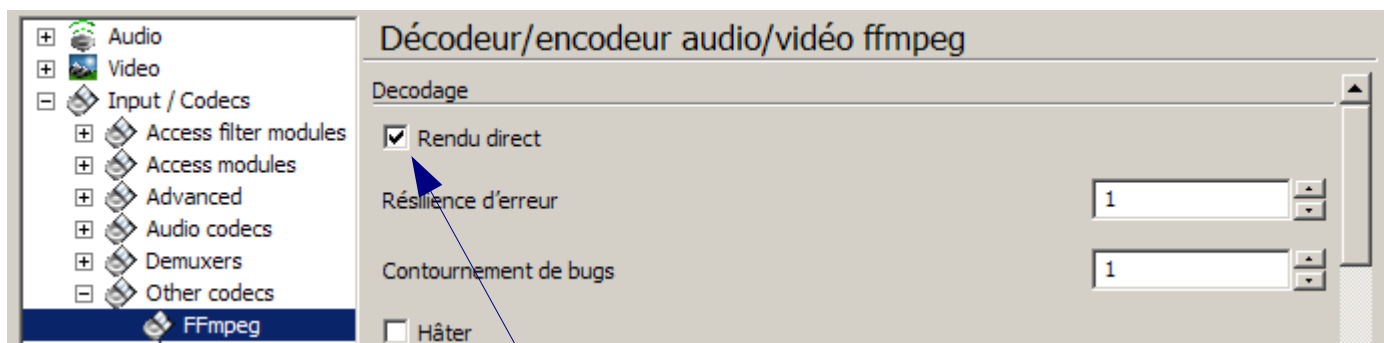 Audio
Video
Input / Codecs
Access filter modules
Access modules
Advanced
Audio codecs
Demuxers
Other codecs
FFmpeg
Décodeur/encodeur audio/vidéo ffmpeg
Decodage
Rendu direct
Résilience d'erreur
1
Contournement de bugs
1
Hâter